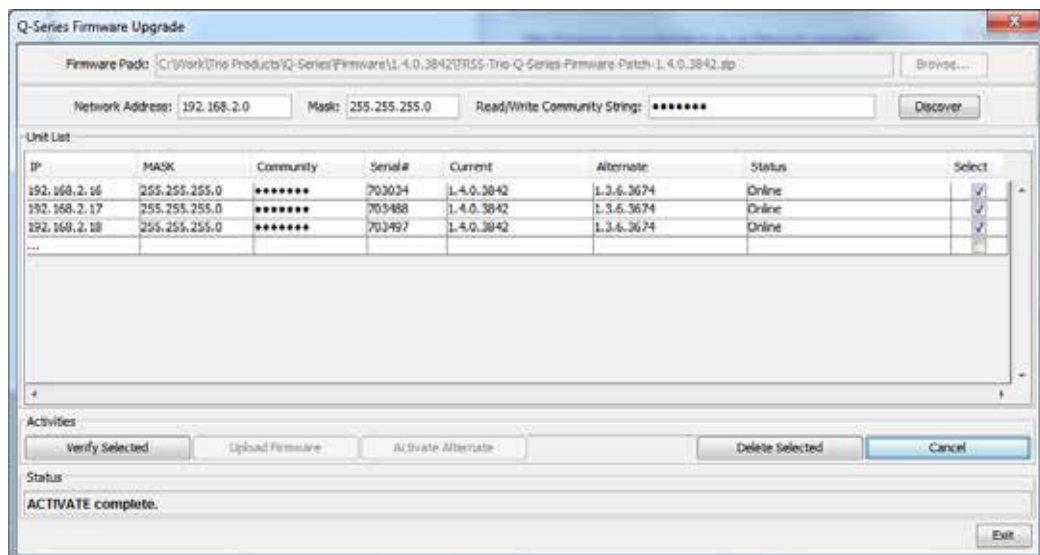 Q-Series Firmware Upgrade
Firmware Pack: C:\Work\Trio Products\Q-Series\Firmware\1.4.0.3842\TRSS-Trio-Q-Series-Firmware-Patch-1.4.0.3842.zip Browse...
Network Address: 192.168.2.0 Mask: 255.255.255.0 Read/Write Community String: ●●●●●●● Discover
Unit List
IP MASK Community Serial# Current Alternate Status Select
192.168.2.16 255.255.255.0 ●●●●●●● 703034 1.4.0.3842 1.3.6.3674 Online
192.168.2.17 255.255.255.0 ●●●●●●● 703488 1.4.0.3842 1.3.6.3674 Online
192.168.2.18 255.255.255.0 ●●●●●●● 703497 1.4.0.3842 1.3.6.3674 Online
...
Activities
Verify Selected Upload Firmware Activate Alternate Delete Selected Cancel
Status
ACTIVATE complete.
Exit